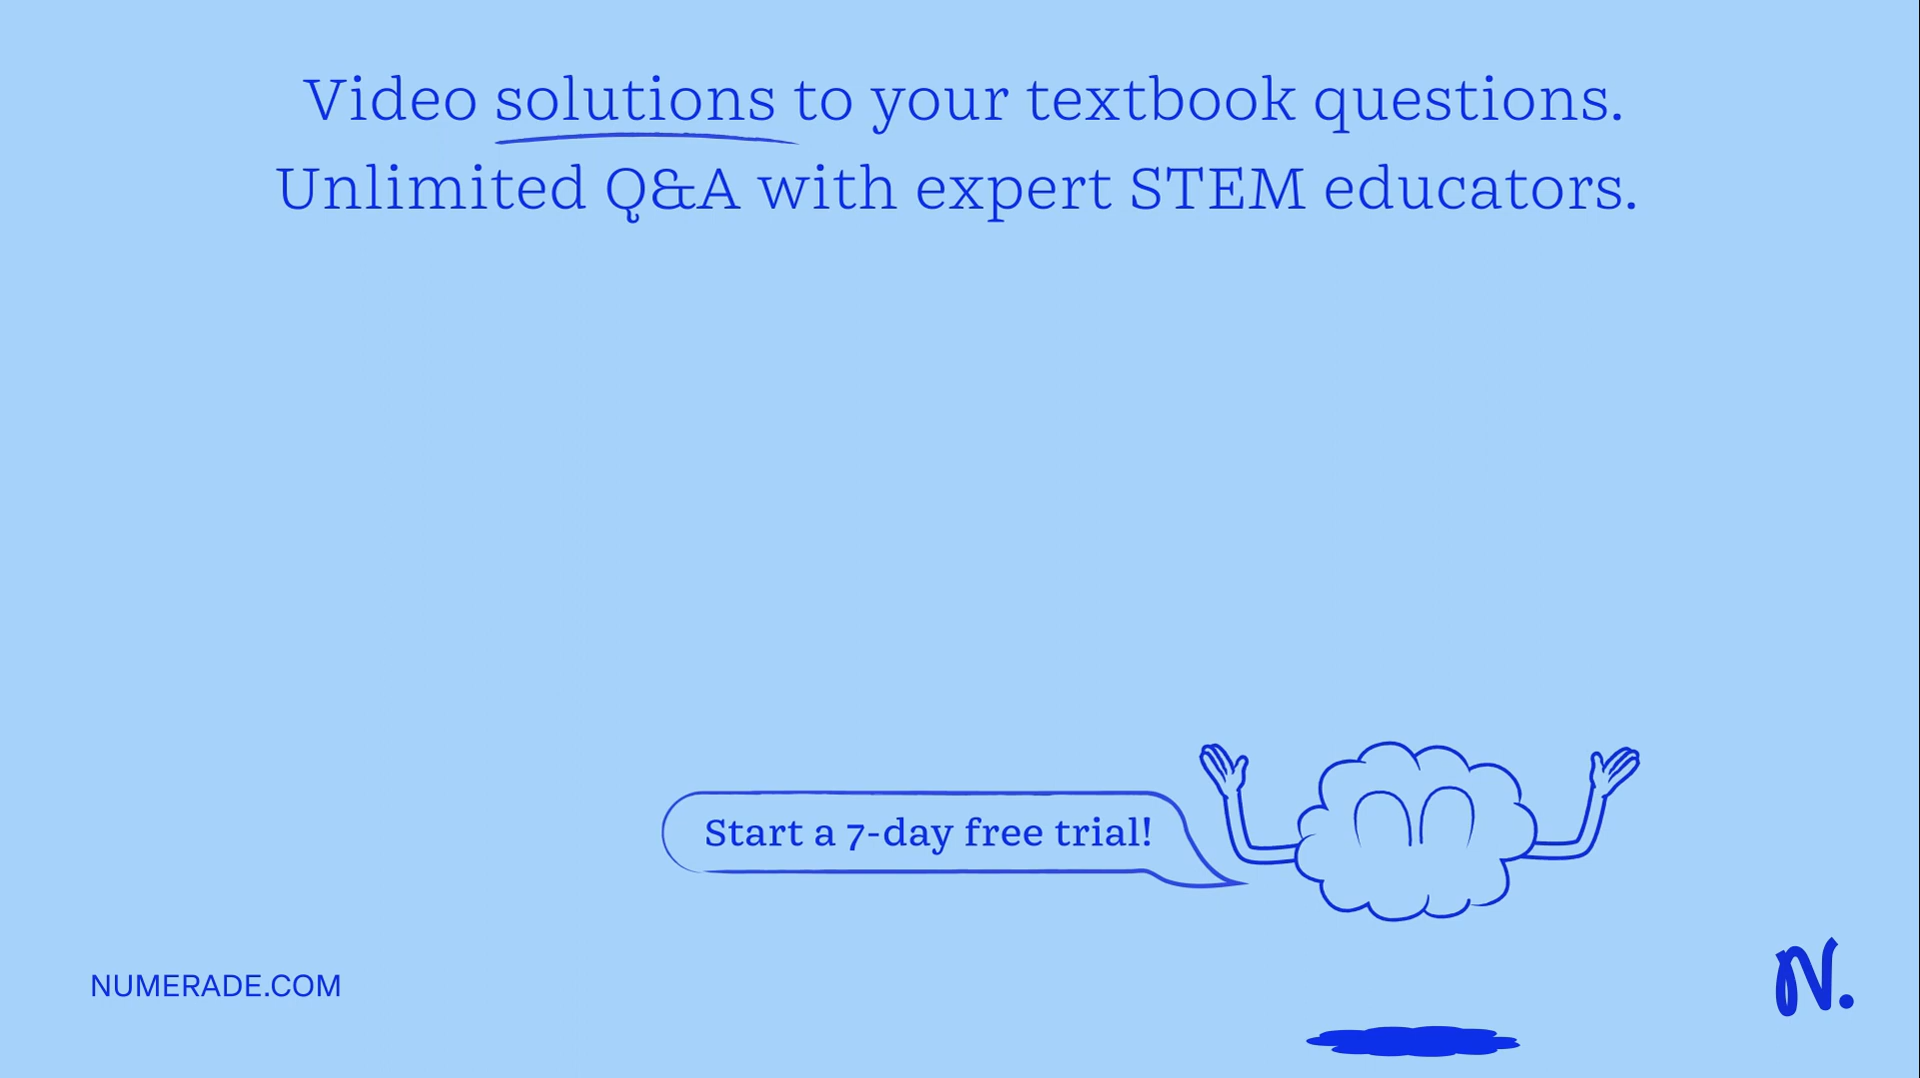 Video solutions to your textbook questions.
Unlimited Q&A with expert STEM educators.
Start a 7-day free trial!
NUMERADE.COM
N.